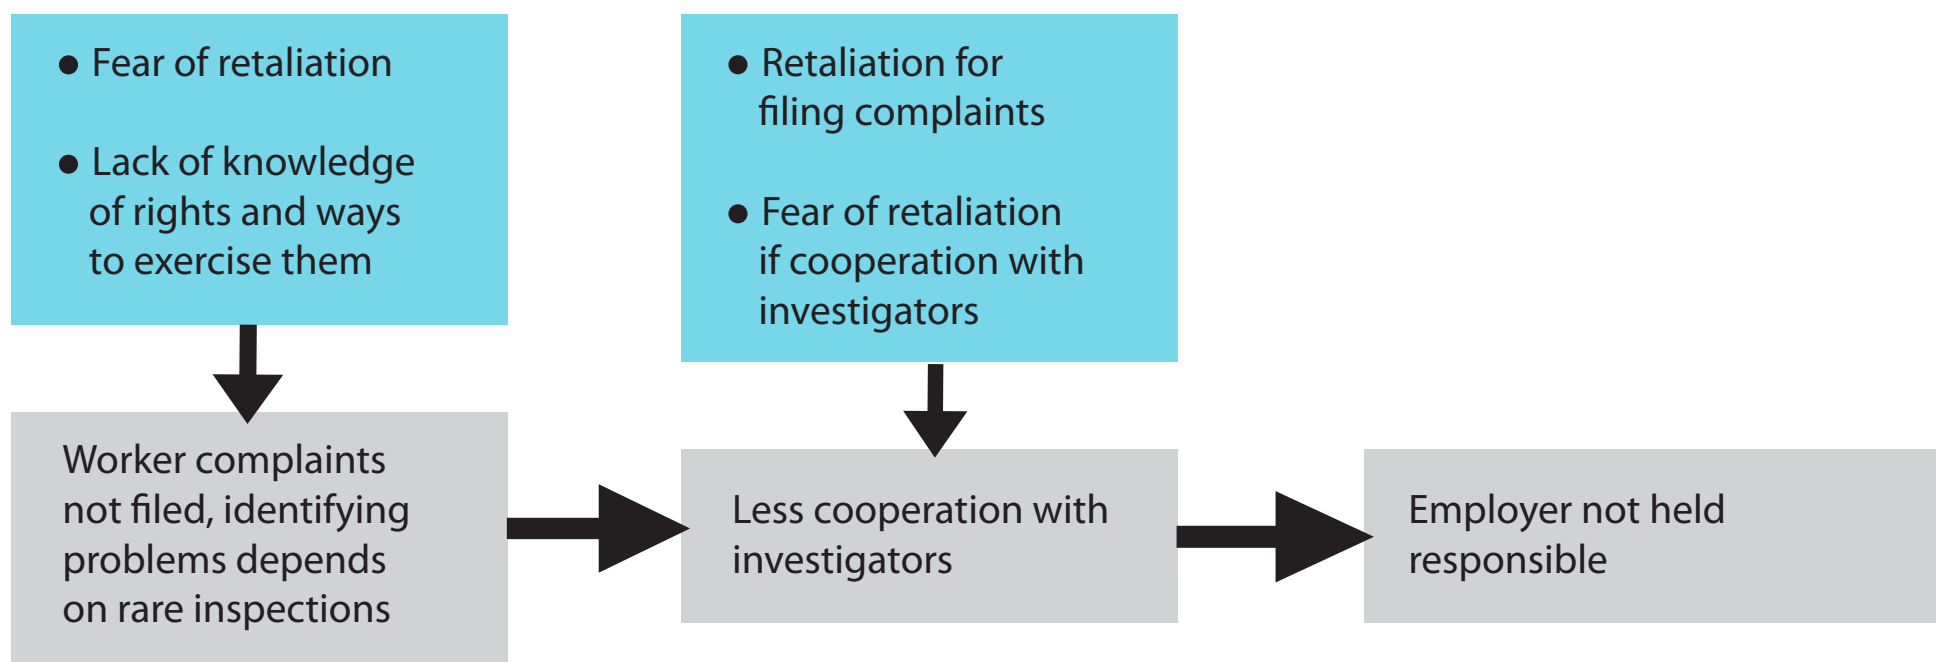 ● Fear of retaliation
● Lack of knowledge
of rights and ways
to exercise them
● Retaliation for
filing complaints
● Fear of retaliation
if cooperation with
investigators
Worker complaints
not filed, identifying
problems depends
on rare inspections
Less cooperation with
investigators
Employer not held
responsible